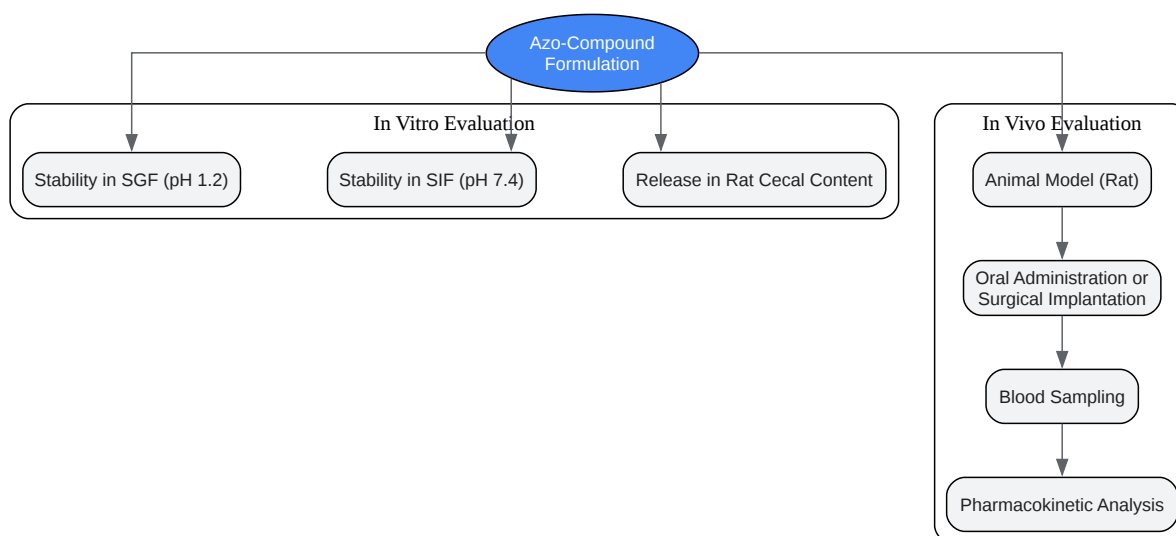 Azo-Compound
Formulation
In Vitro Evaluation
Stability in SGF (pH 1.2)
Stability in SIF (pH 7.4)
Release in Rat Cecal Content
In Vivo Evaluation
Animal Model (Rat)
Oral Administration or
Surgical Implantation
Blood Sampling
Pharmacokinetic Analysis